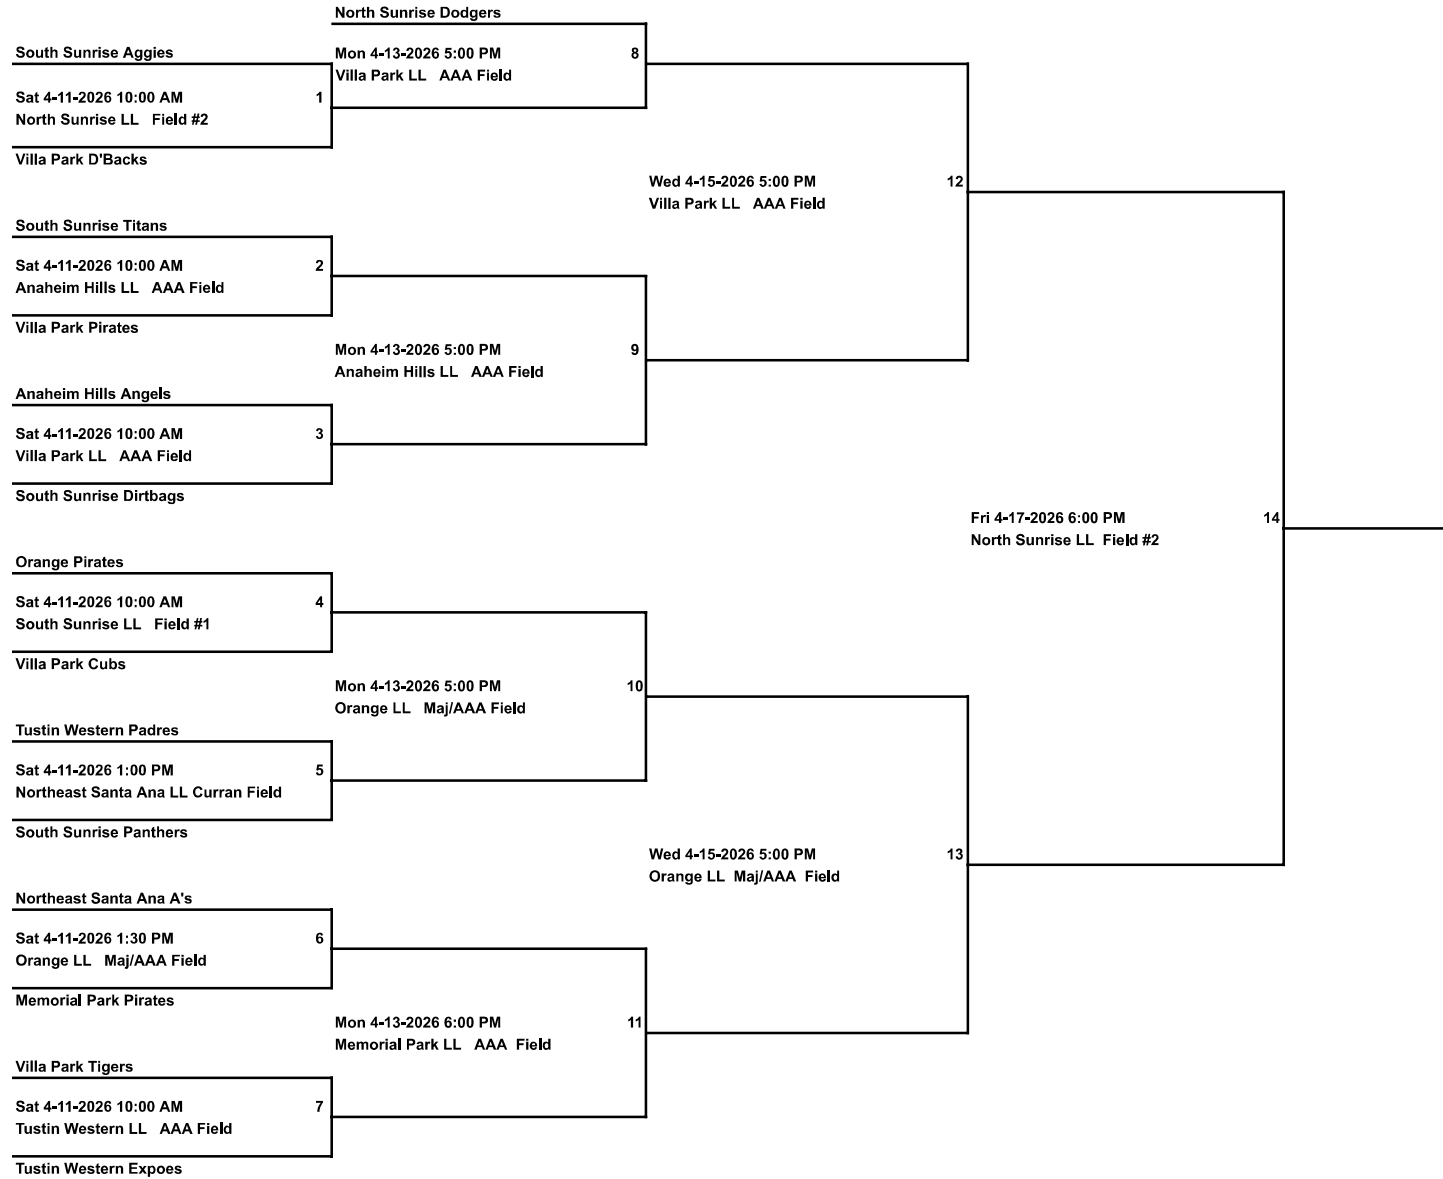 North Sunrise Dodgers
South Sunrise Aggies
Mon 4-13-2026 5:00 PM 8
Villa Park LL AAA Field
Sat 4-11-2026 10:00 AM 1
North Sunrise LL Field #2
Villa Park D'Backs
Wed 4-15-2026 5:00 PM 12
Villa Park LL AAA Field
South Sunrise Titans
Sat 4-11-2026 10:00 AM 2
Anaheim Hills LL AAA Field
Villa Park Pirates
Mon 4-13-2026 5:00 PM 9
Anaheim Hills LL AAA Field
Anaheim Hills Angels
Sat 4-11-2026 10:00 AM 3
Villa Park LL AAA Field
South Sunrise Dirtbags
Fri 4-17-2026 6:00 PM 14
North Sunrise LL Field #2
Orange Pirates
Sat 4-11-2026 10:00 AM 4
South Sunrise LL Field #1
Villa Park Cubs
Mon 4-13-2026 5:00 PM 10
Orange LL Maj/AAA Field
Tustin Western Padres
Sat 4-11-2026 1:00 PM 5
Northeast Santa Ana LL Curran Field
South Sunrise Panthers
Wed 4-15-2026 5:00 PM 13
Orange LL Maj/AAA Field
Northeast Santa Ana A's
Sat 4-11-2026 1:30 PM 6
Orange LL Maj/AAA Field
Memorial Park Pirates
Mon 4-13-2026 6:00 PM 11
Memorial Park LL AAA Field
Villa Park Tigers
Sat 4-11-2026 10:00 AM 7
Tustin Western LL AAA Field
Tustin Western Expoes